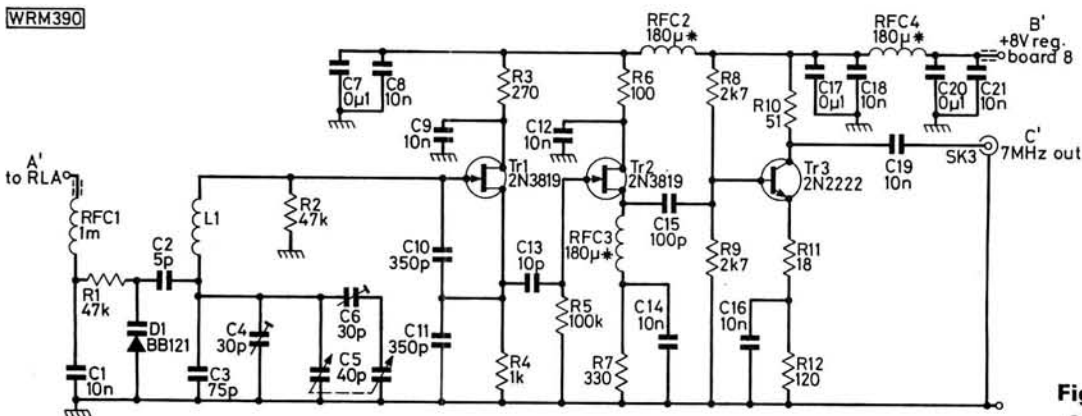 WRM390
RFC2
180µ*
RFC4
180µ*
B'
+8V reg.
board 8
C7
0µ1
C8
10n
R3
270
R6
100
R8
2k7
C17
0µ1
C18
10n
C20
0µ1
C21
10n
R10
51
C9
10n
C12
10n
C'
7MHz out
SK3
C19
10n
A'
to RLA
Tr1
2N3819
Tr2
2N3819
Tr3
2N2222
RFC1
1m
L1
R2
47k
C2
5p
C10
350p
C13
10p
RFC3
180µ*
C15
100p
R9
2k7
R11
18
R1
47k
C6
30p
R5
100k
C14
10n
C16
10n
D1
BB121
C4
30p
C5
40p
C11
350p
R4
1k
R7
330
R12
120
C1
10n
C3
75p
Fig